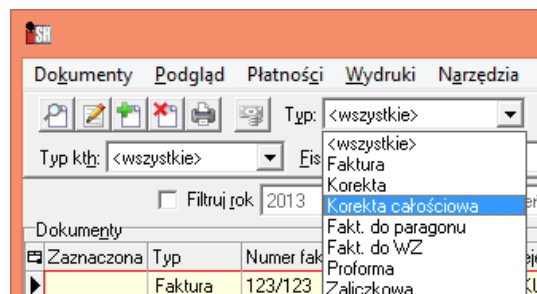 SH
Dokumenty Podgląd Płatności Wydruki Narzędzia
Typ: <wszystkie>
<wszystkie>
Faktura
Korekta
Korekta całościowa
Fakt. do paragonu
Fakt. do WZ
Proforma
Zaliczkowa
Typ kth: <wszystkie>
Filtruj rok 2013
Dokumenty
Zaznaczona Typ Numer fak
Faktura 123/123